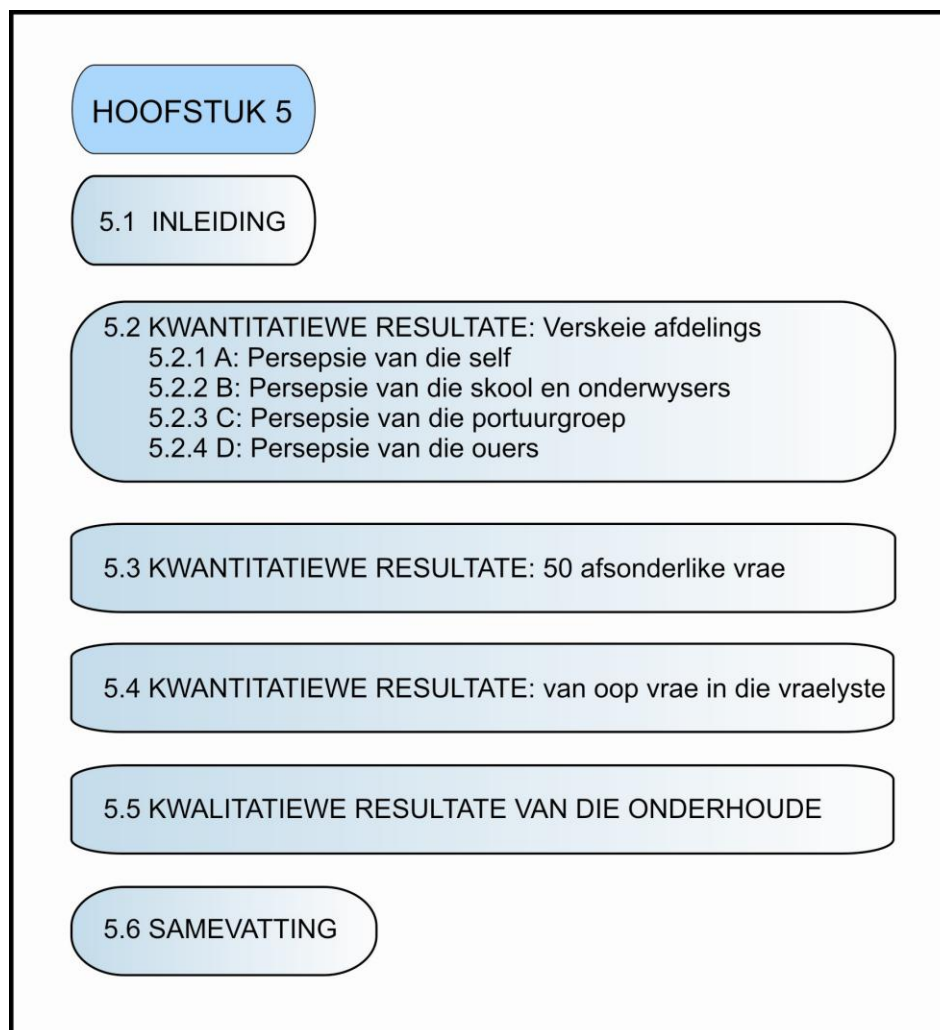 HOOFSTUK 5
5.1 INLEIDING
5.2 KWANTITATIEWE RESULTATE: Verskeie afdelings
5.2.1 A: Persepsie van die self
5.2.2 B: Persepsie van die skool en onderwysers
5.2.3 C: Persepsie van die portuurgroep
5.2.4 D: Persepsie van die ouers
5.3 KWANTITATIEWE RESULTATE: 50 afsonderlike vrae
5.4 KWANTITATIEWE RESULTATE: van oop vrae in die vraelyste
5.5 KWALITATIEWE RESULTATE VAN DIE ONDERHOUDE
5.6 SAMEVATTING